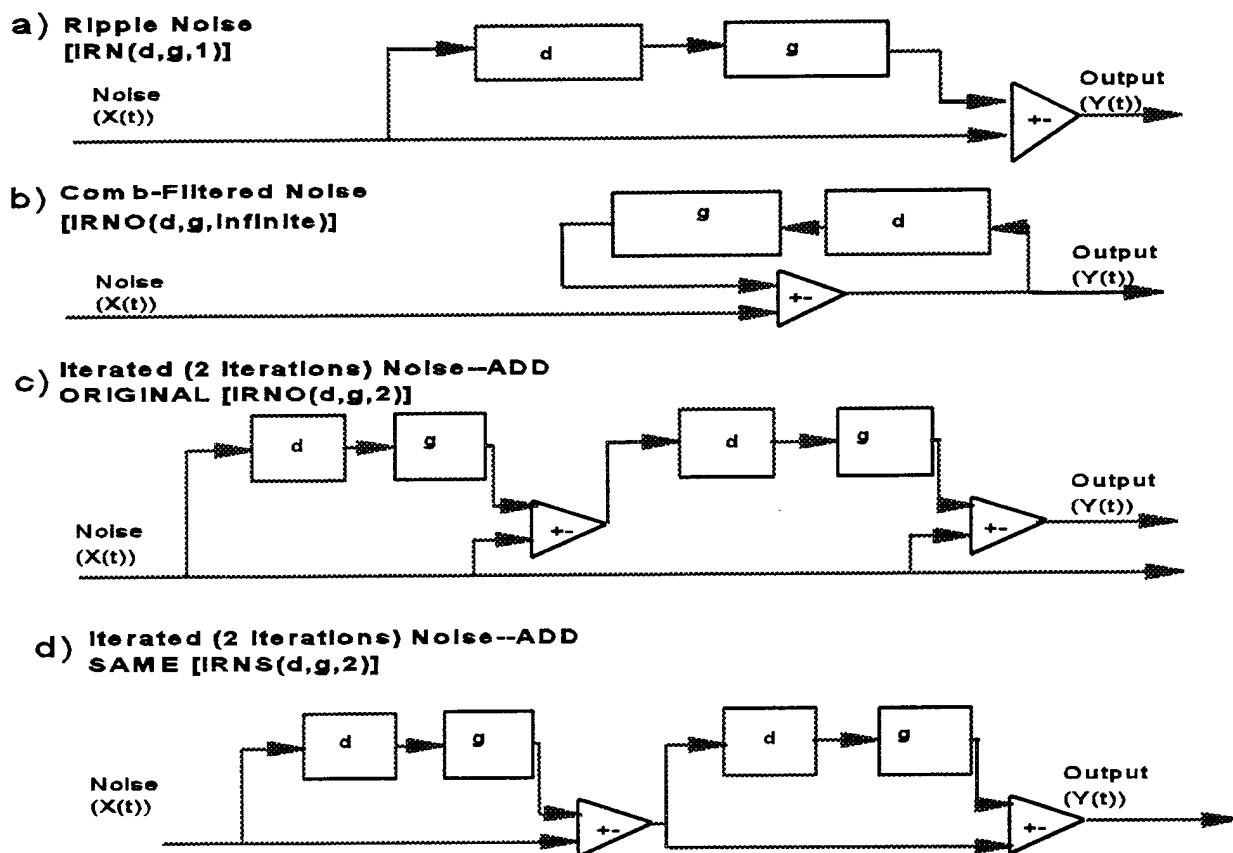 a) Ripple Noise
[IRN(d,g,1)]
d
g
Noise
(X(t))
+-
Output
(Y(t))
b) Comb-Filtered Noise
[IRNO(d,g,infinite)]
g
d
Noise
(X(t))
+-
Output
(Y(t))
c) Iterated (2 Iterations) Noise--ADD
ORIGINAL [IRNO(d,g,2)]
d
g
d
g
Noise
(X(t))
+-
+-
Output
(Y(t))
d) Iterated (2 Iterations) Noise--ADD
SAME [IRNS(d,g,2)]
d
g
d
g
Noise
(X(t))
+-
+-
Output
(Y(t))